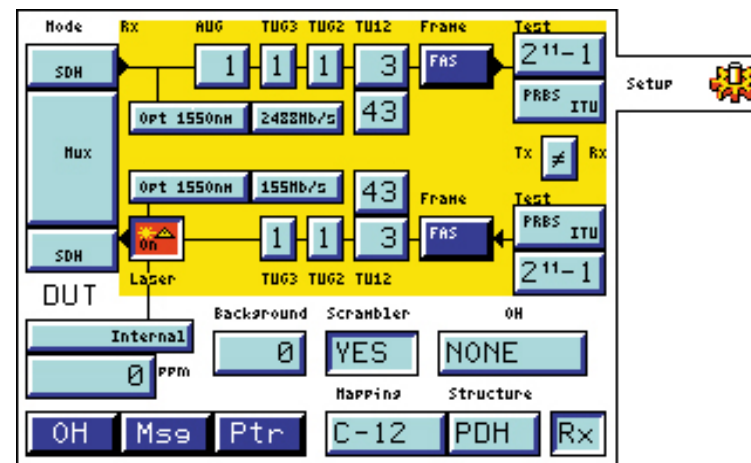 Mode Rx AUG TUG3 TUG2 TU12 Frame Test
SDH 1 1 1 3 FAS 2¹¹−1
Setup
Opt 1550nm 2488Mb/s 43 PRBS ITU
Mux Tx ≠ Rx
Opt 1550nm 155Mb/s 43 Frame Test
On 1 1 3 FAS PRBS ITU
SDH 2¹¹−1
Laser TUG3 TUG2 TU12
DUT
Background Scrambler OH
Internal 0 YES NONE
0 ppm
Mapping Structure
OH Msg Ptr C-12 PDH Rx